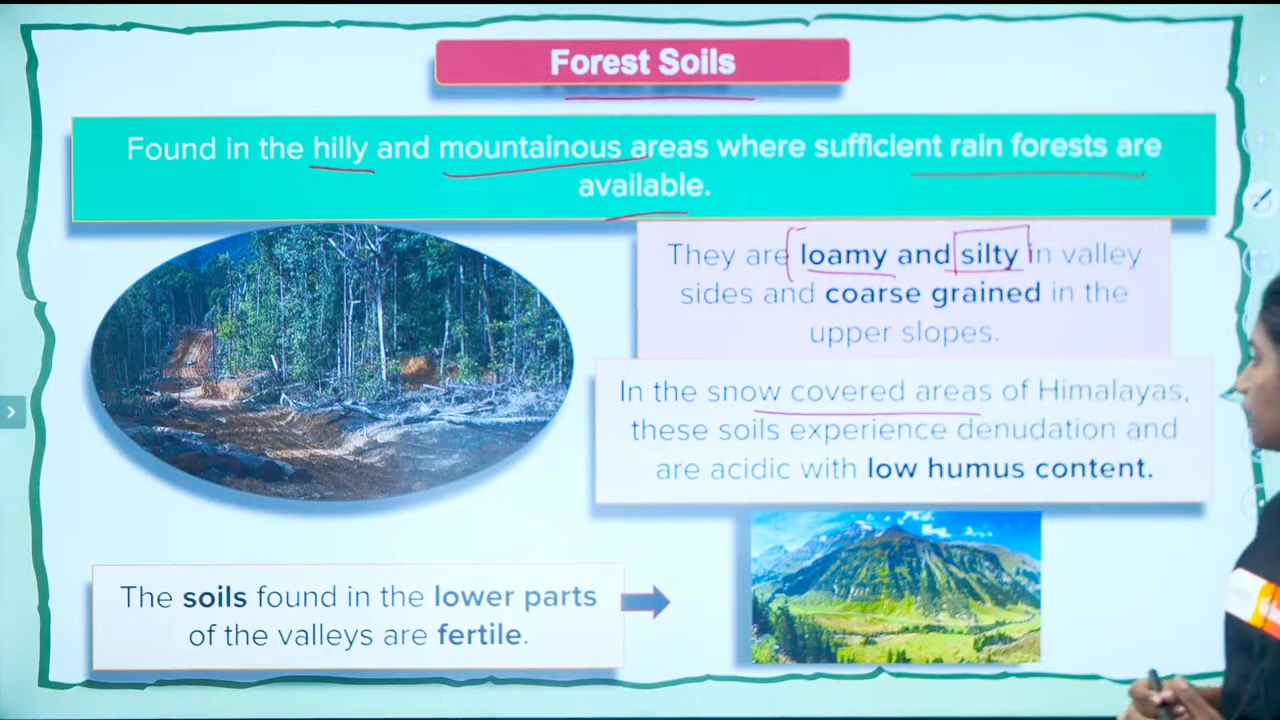 Forest Soils
Found in the hilly and mountainous areas where sufficient rain forests are
available.
They are loamy and silty in valley
sides and coarse grained in the
upper slopes.
In the snow covered areas of Himalayas,
these soils experience denudation and
are acidic with low humus content.
The soils found in the lower parts
of the valleys are fertile.